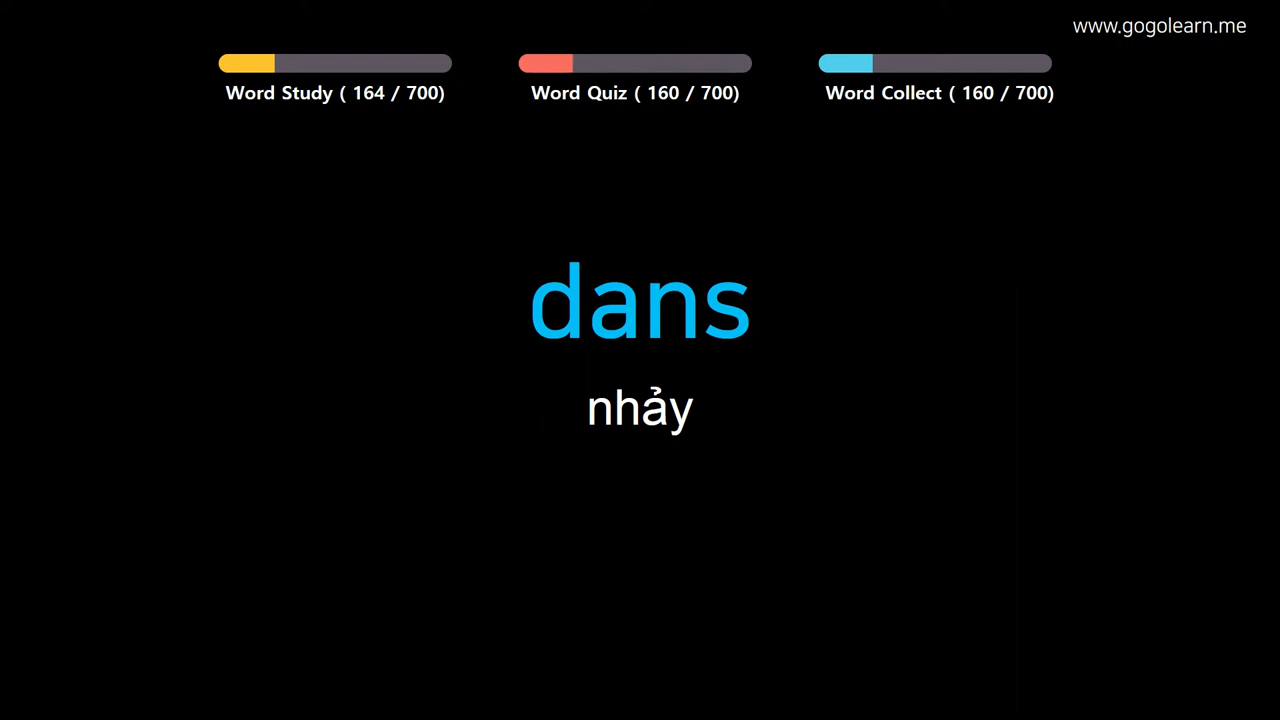 www.gogolearn.me
Word Study ( 164 / 700)
Word Quiz ( 160 / 700)
Word Collect ( 160 / 700)
dans
nhảy